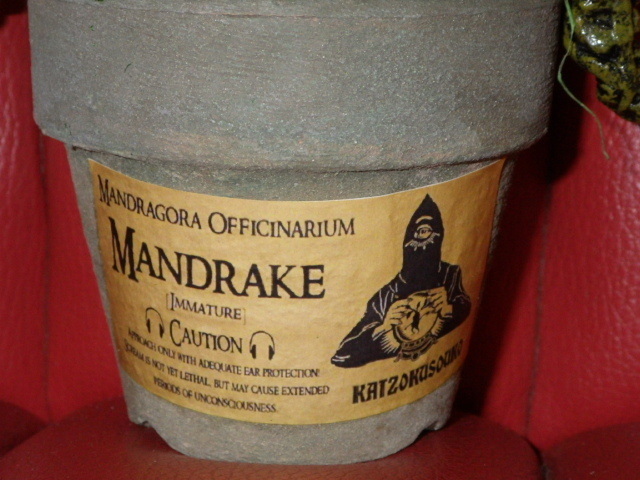 MANDRAGORA OFFICINARIUM
MANDRAKE
[IMMATURE]
CAUTION
APPROACH ONLY WITH ADEQUATE EAR PROTECTION!
SCREAM IS NOT YET LETHAL, BUT MAY CAUSE EXTENDED
PERIODS OF UNCONSCIOUSNESS.
KAIZOKUSOUKO